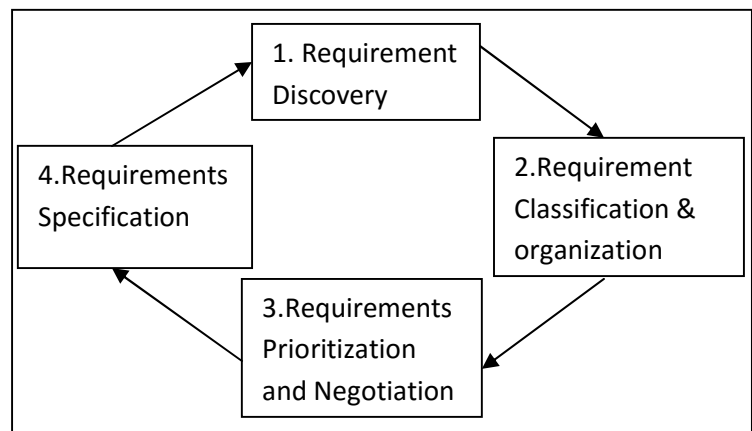 1. Requirement
Discovery
2.Requirement
Classification &
organization
3.Requirements
Prioritization
and Negotiation
4.Requirements
Specification